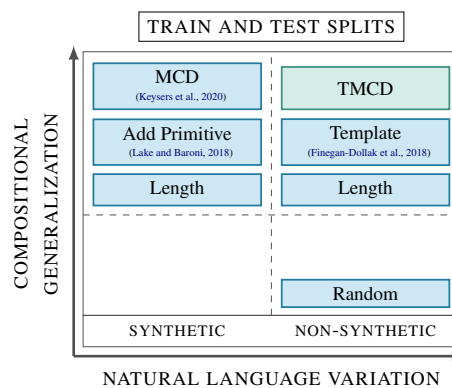 TRAIN AND TEST SPLITS
COMPOSITIONAL
GENERALIZATION
MCD
(Keysers et al., 2020)
TMCD
Add Primitive
(Lake and Baroni, 2018)
Template
(Finegan-Dollak et al., 2018)
Length
Length
Random
SYNTHETIC
NON-SYNTHETIC
NATURAL LANGUAGE VARIATION